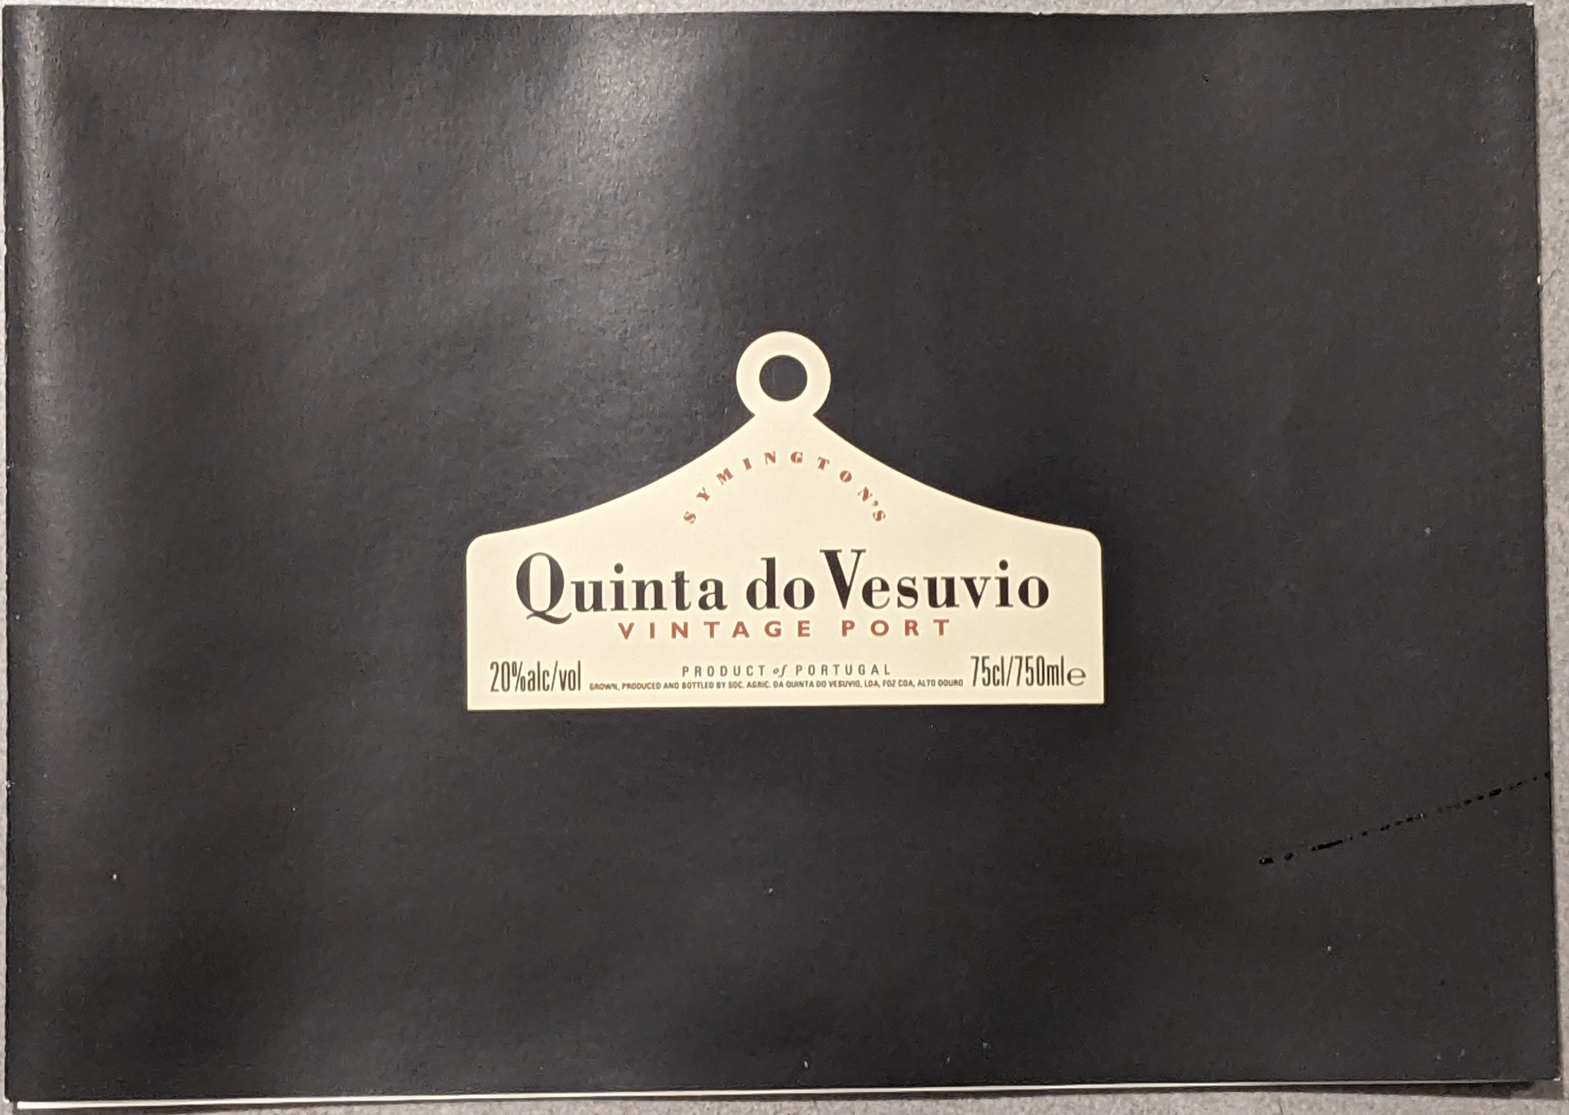 SYMINGTON'S
Quinta do Vesuvio
VINTAGE PORT
20%alc/vol
PRODUCT of PORTUGAL
GROWN, PRODUCED AND BOTTLED BY SOC. AGRIC. DA QUINTA DO VESUVIO, LDA, FOZ COA, ALTO DOURO
75cl/750ml℮